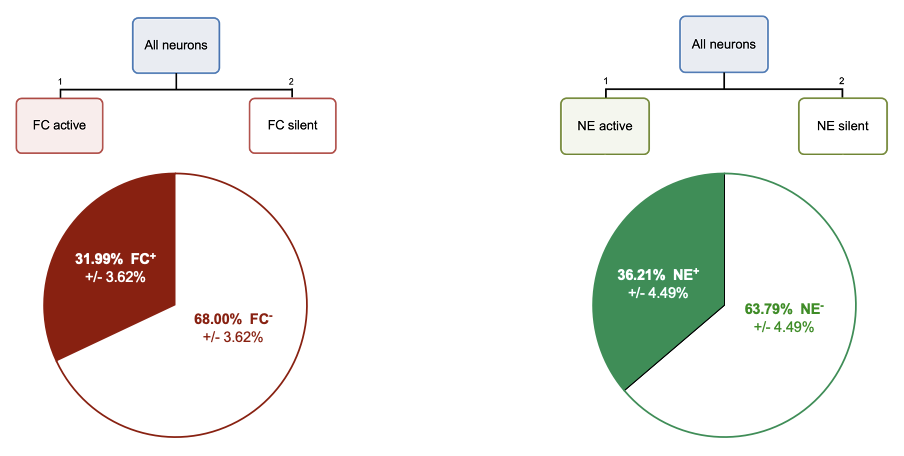 All neurons
1
2
FC active
FC silent
31.99% FC⁺
+/- 3.62%
68.00% FC⁻
+/- 3.62%
All neurons
1
2
NE active
NE silent
36.21% NE⁺
+/- 4.49%
63.79% NE⁻
+/- 4.49%